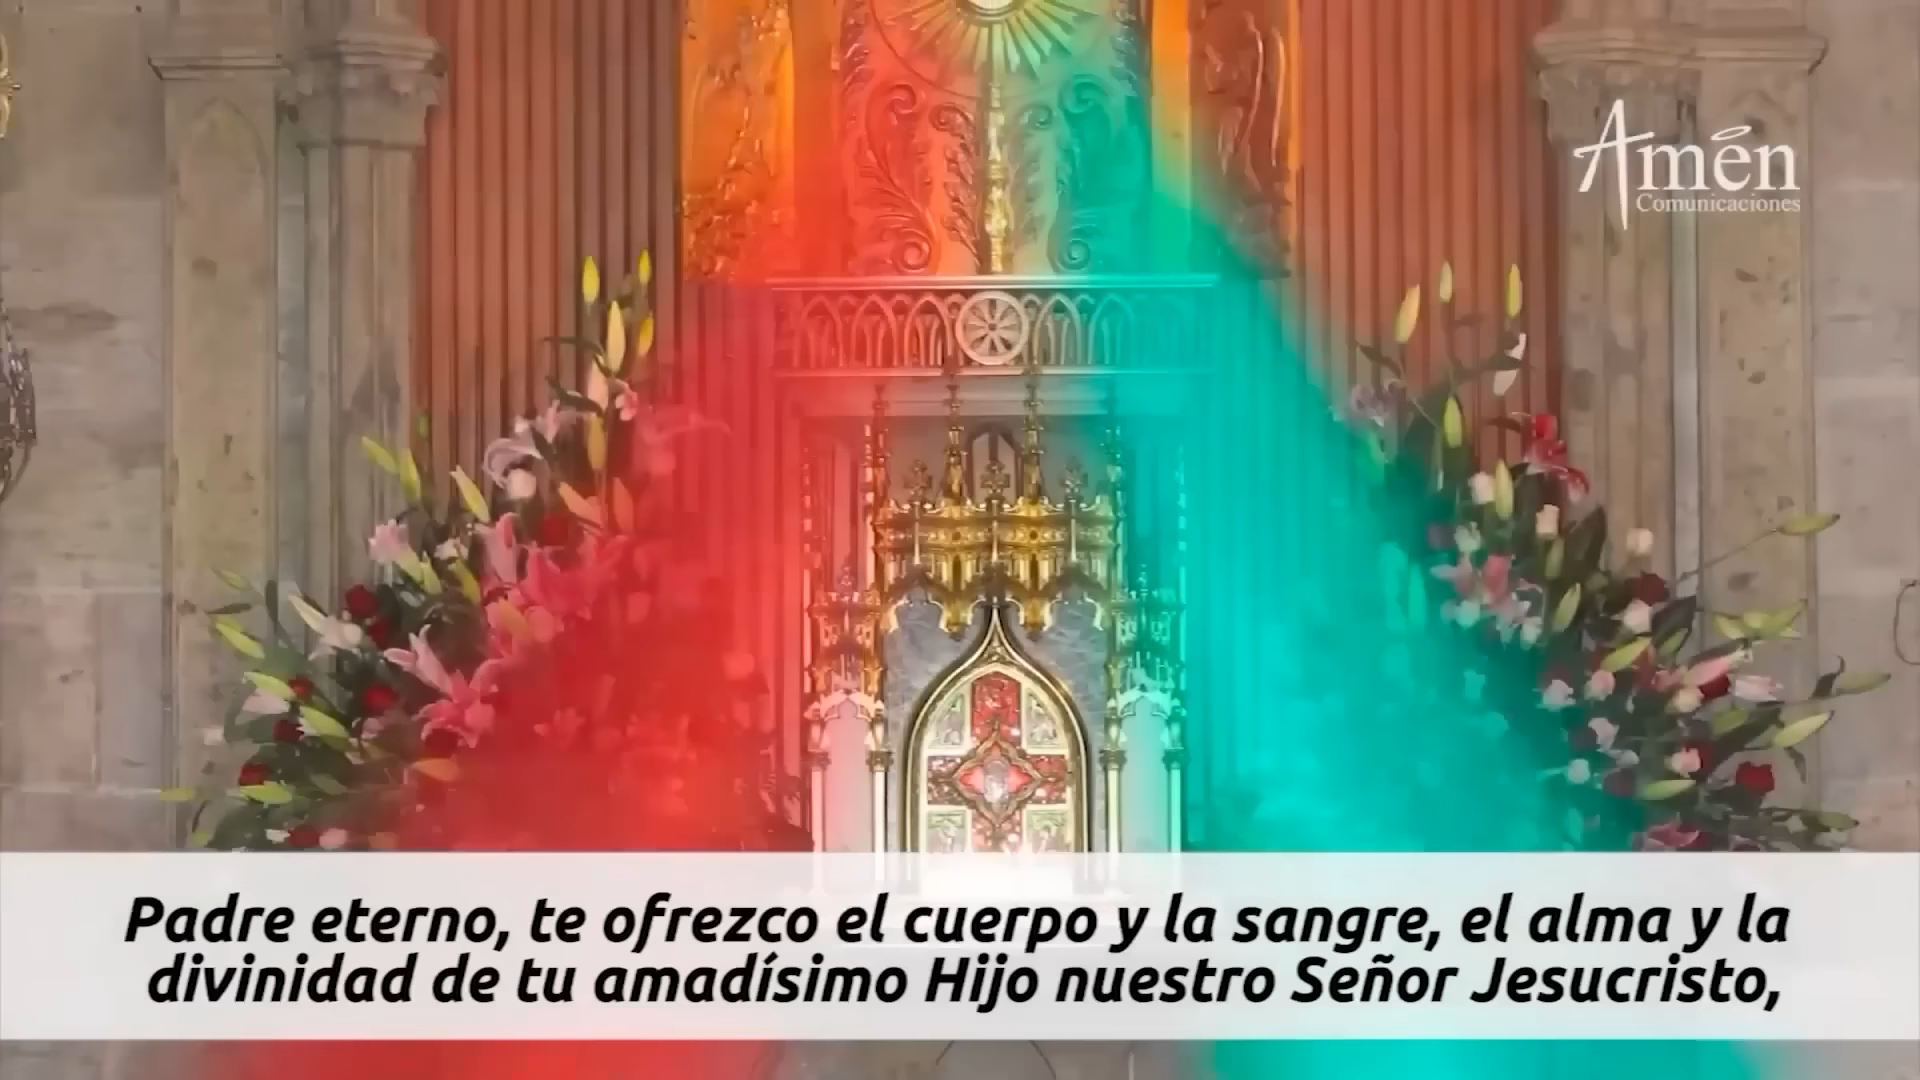 Amén
Comunicaciones
Padre eterno, te ofrezco el cuerpo y la sangre, el alma y la
divinidad de tu amadísimo Hijo nuestro Señor Jesucristo,